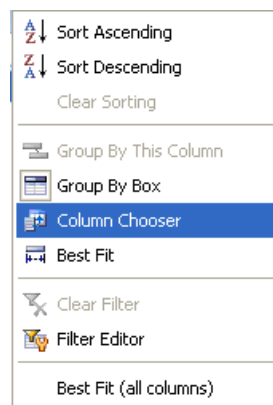 Sort Ascending
Sort Descending
Clear Sorting
Group By This Column
Group By Box
Column Chooser
Best Fit
Clear Filter
Filter Editor
Best Fit (all columns)